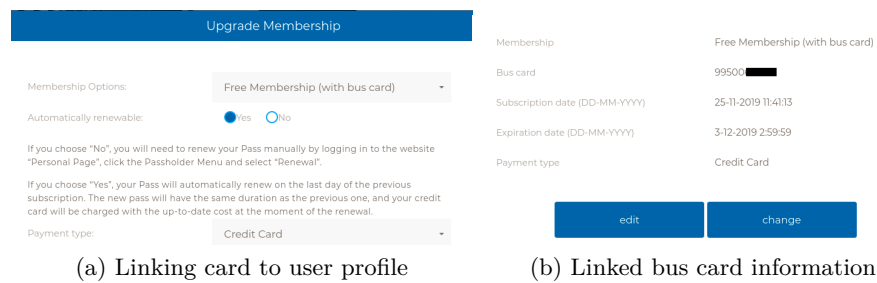 Upgrade Membership
Membership Options:
Free Membership (with bus card)
Automatically renewable:
Yes No
If you choose "No", you will need to renew your Pass manually by logging in to the website
"Personal Page", click the Passholder Menu and select "Renewal".
If you choose "Yes", your Pass will automatically renew on the last day of the previous
subscription. The new pass will have the same duration as the previous one, and your credit
card will be charged with the up-to-date cost at the moment of the renewal.
Payment type:
Credit Card
(a) Linking card to user profile
Membership
Free Membership (with bus card)
Bus card
99500
Subscription date (DD-MM-YYYY)
25-11-2019 11:41:13
Expiration date (DD-MM-YYYY)
3-12-2019 2:59:59
Payment type
Credit Card
edit
change
(b) Linked bus card information